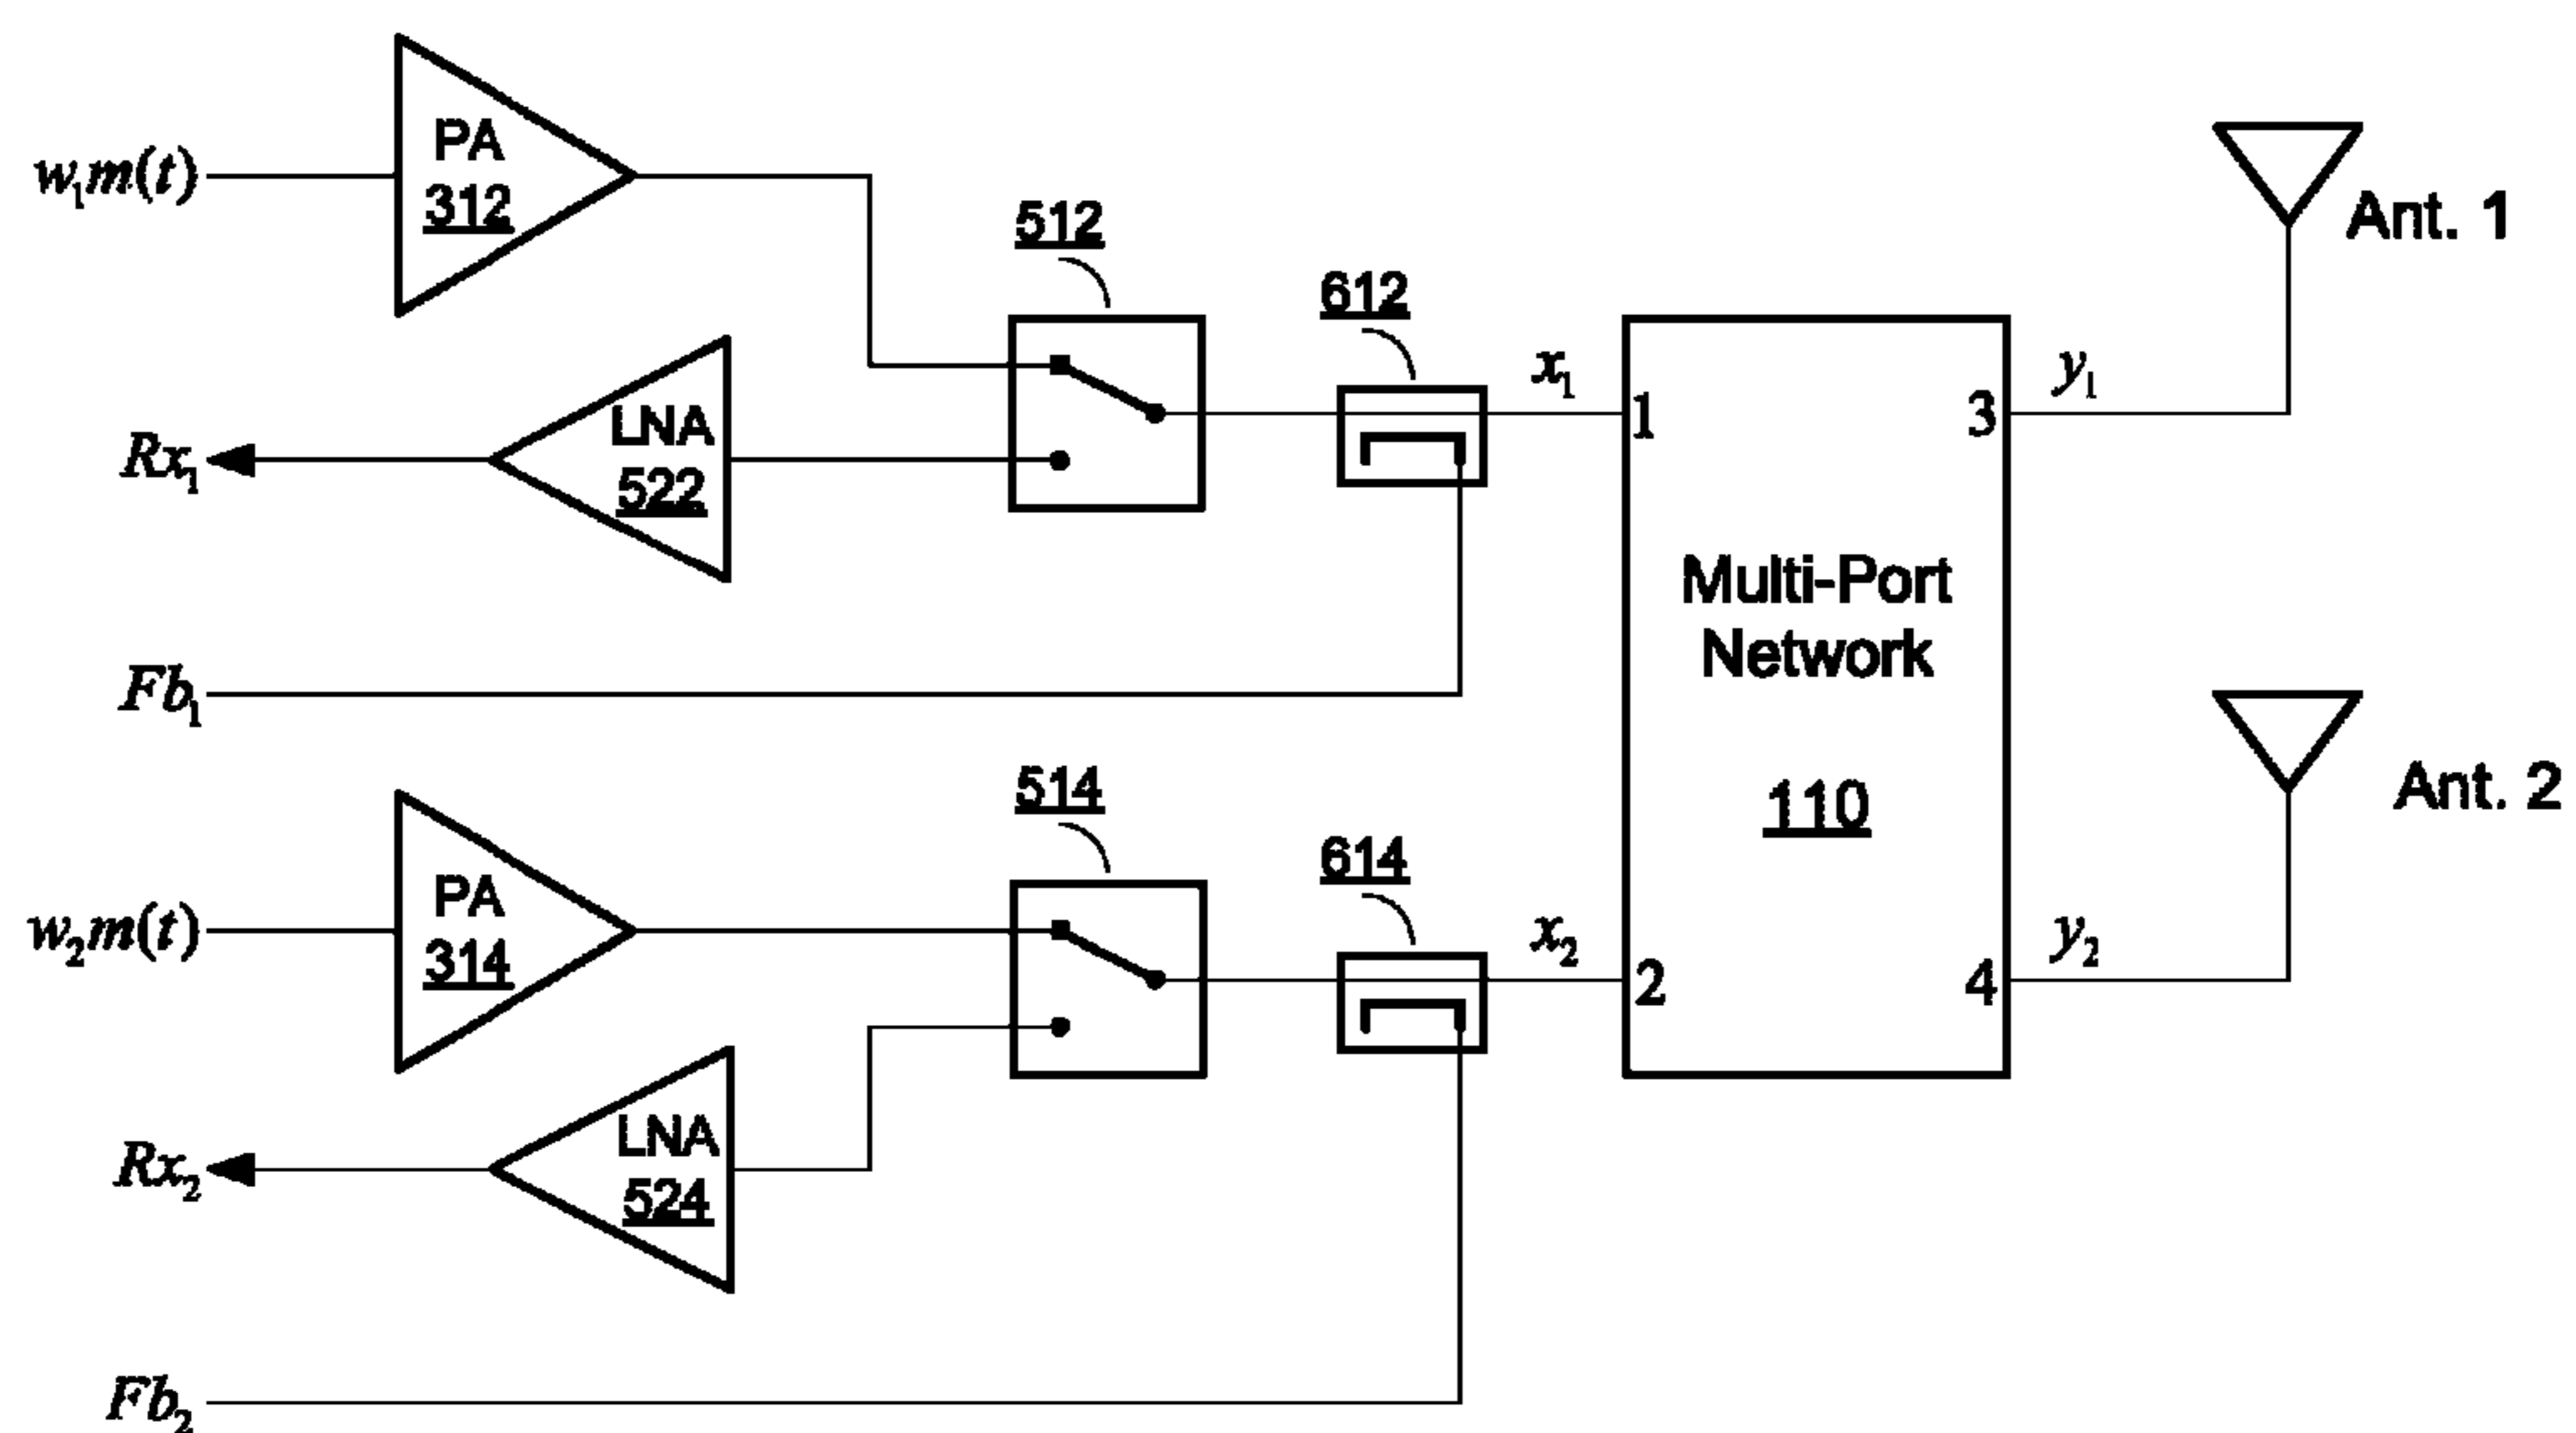 w₁m(t)
PA
312
512
612
Ant. 1
LNA
522
Rx₁
x₁
1
3
y₁
Multi-Port
Network
110
Fb₁
514
614
Ant. 2
PA
314
w₂m(t)
x₂
2
4
y₂
LNA
524
Rx₂
Fb₂